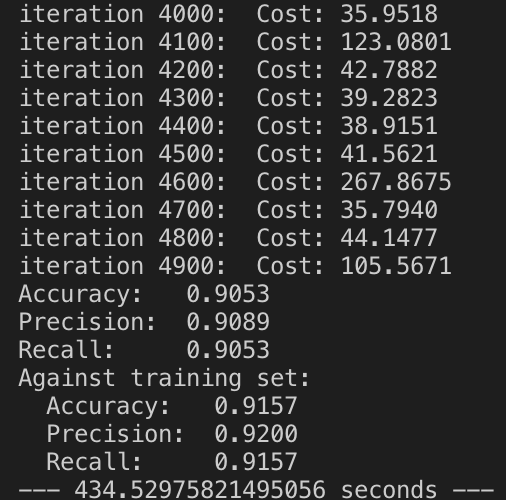 iteration 4000:  Cost: 35.9518
iteration 4100:  Cost: 123.0801
iteration 4200:  Cost: 42.7882
iteration 4300:  Cost: 39.2823
iteration 4400:  Cost: 38.9151
iteration 4500:  Cost: 41.5621
iteration 4600:  Cost: 267.8675
iteration 4700:  Cost: 35.7940
iteration 4800:  Cost: 44.1477
iteration 4900:  Cost: 105.5671
Accuracy:   0.9053
Precision:  0.9089
Recall:     0.9053
Against training set:
  Accuracy:   0.9157
  Precision:  0.9200
  Recall:     0.9157
--- 434.52975821495056 seconds ---